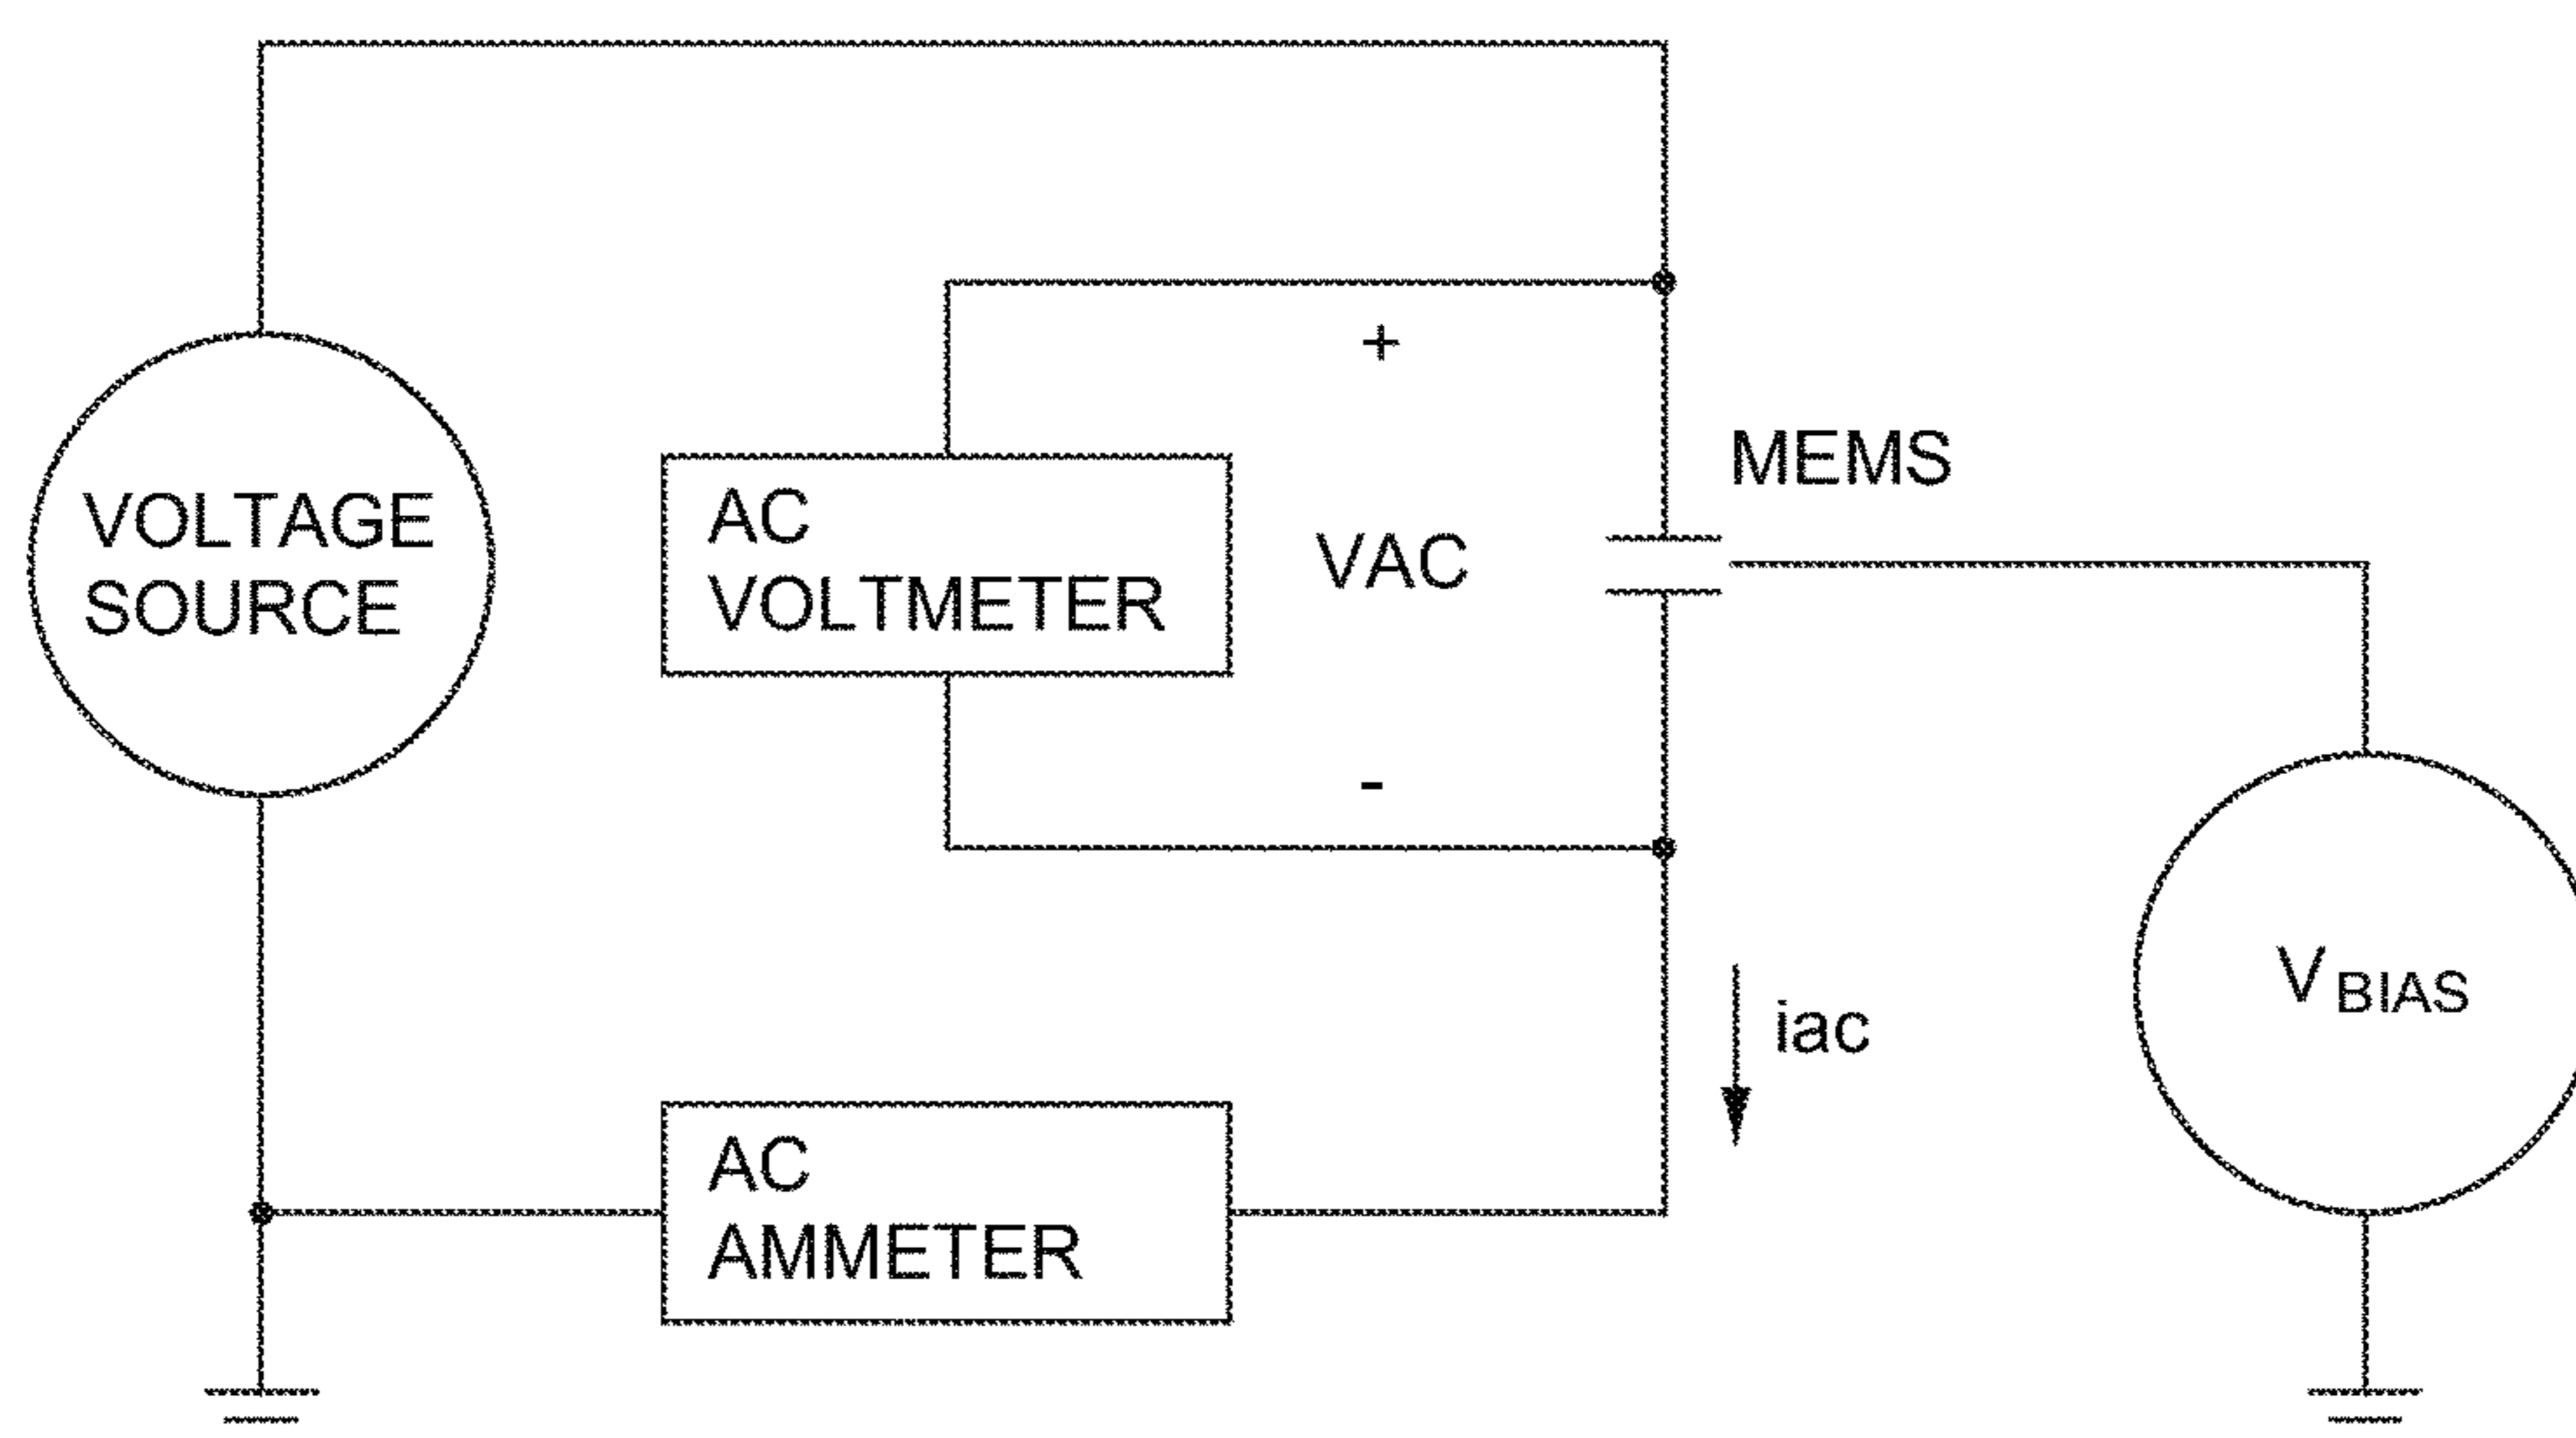 VOLTAGE
SOURCE
AC
VOLTMETER
+
VAC
-
MEMS
iac
V BIAS
AC
AMMETER